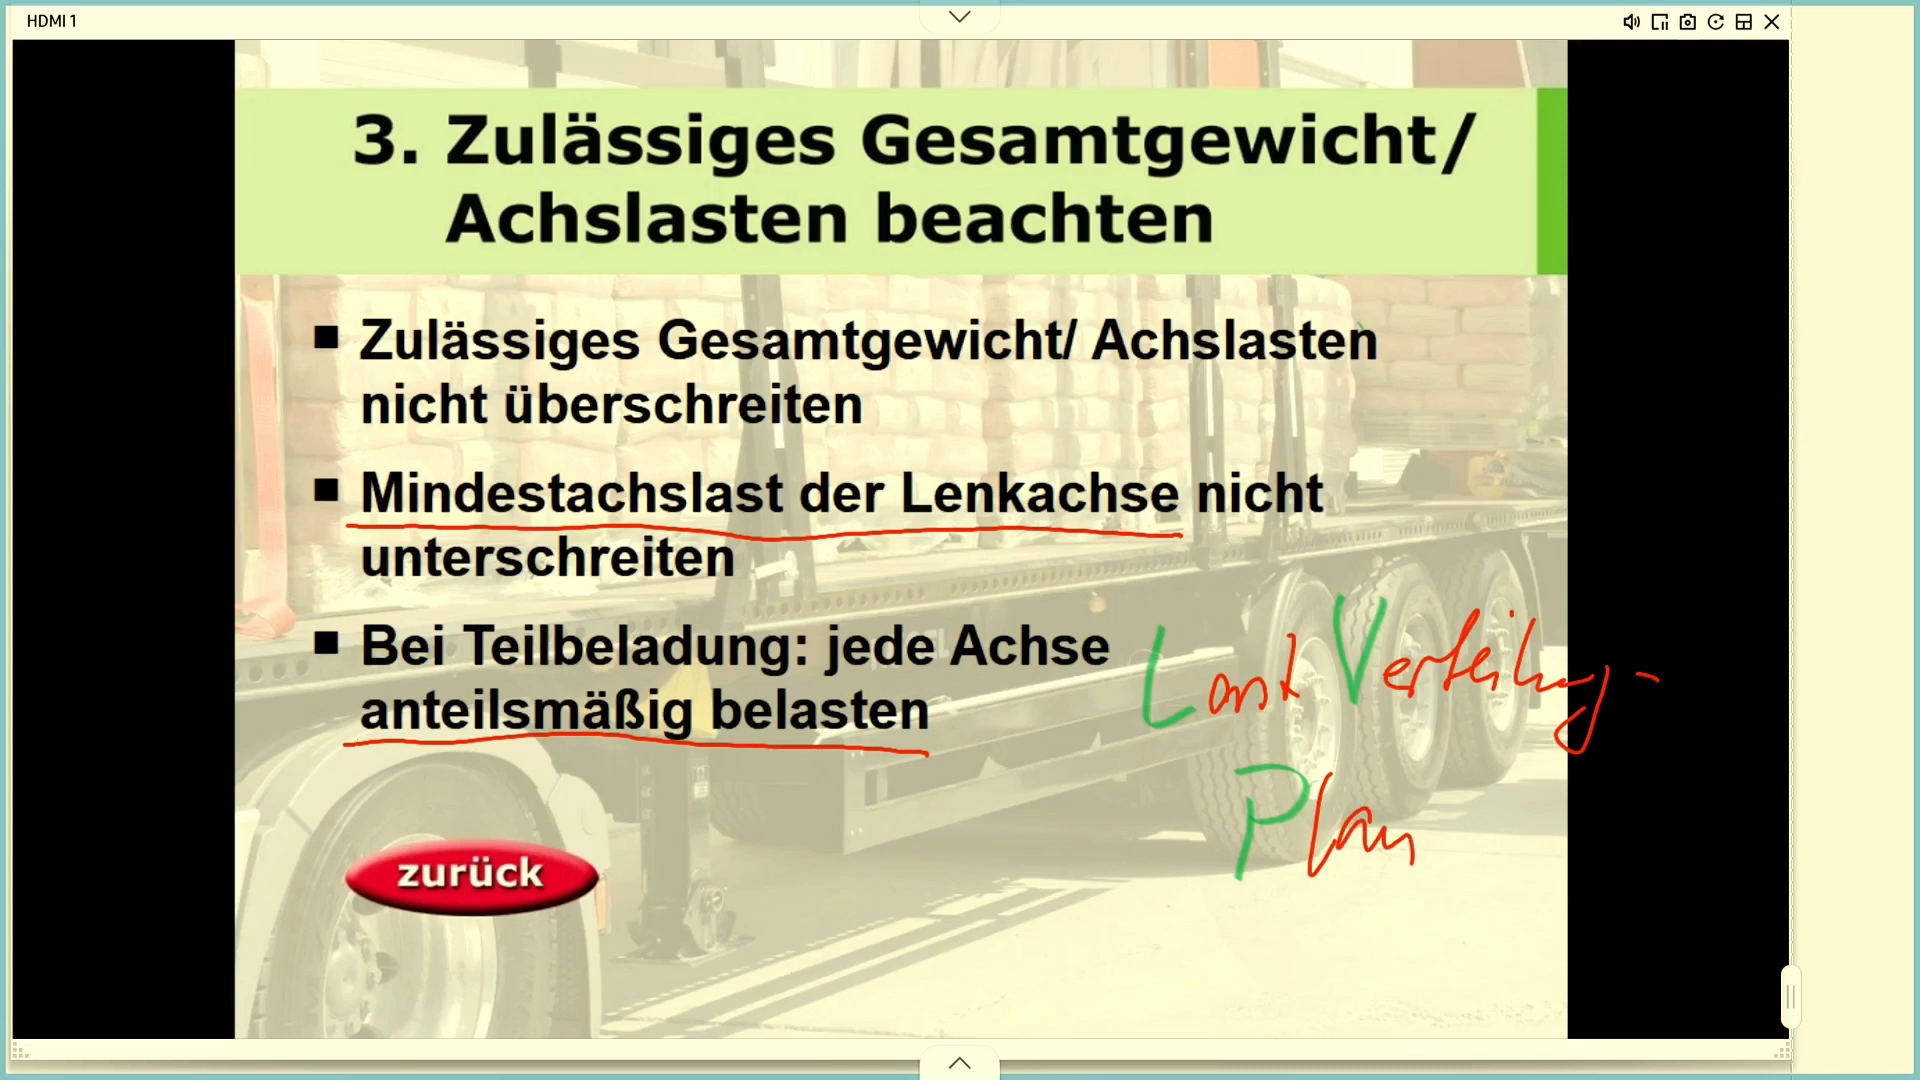 HDMI 1
3. Zulässiges Gesamtgewicht/
Achslasten beachten
■ Zulässiges Gesamtgewicht/ Achslasten
nicht überschreiten
■ Mindestachslast der Lenkachse nicht
unterschreiten
■ Bei Teilbeladung: jede Achse
anteilsmäßig belasten
Last Verteilung-
Plan
zurück